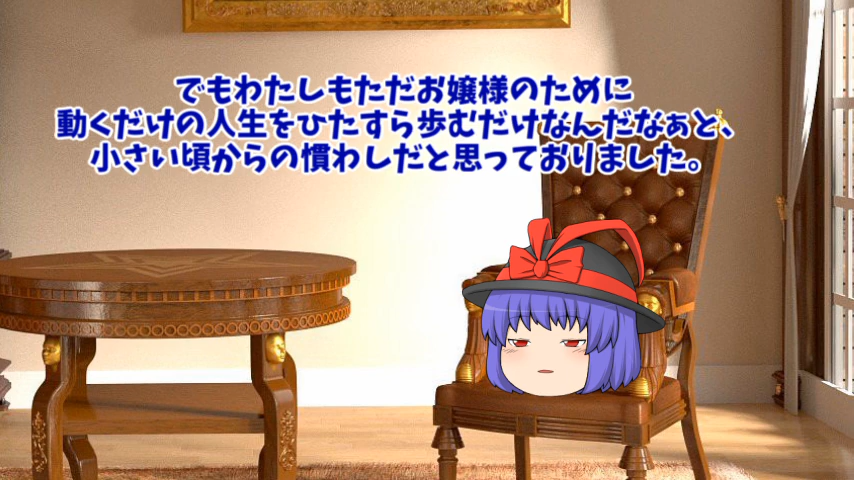 でもわたしもただお嬢様のために
動くだけの人生をひたすら歩むだけなんだなぁと、
小さい頃からの慣わしだと思っておりました。